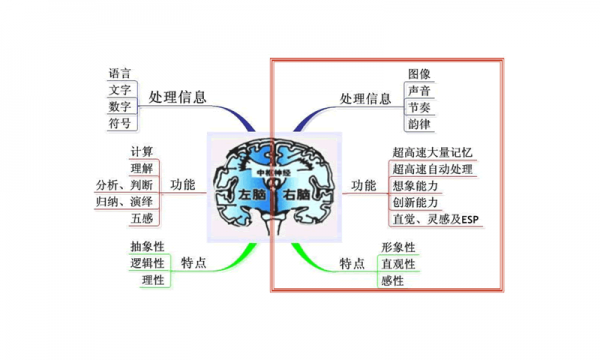 语言
文字
数字
符号
处理信息
计算
理解
分析、判断
归纳、演绎
五感
功能
抽象性
逻辑性
理性
特点
中枢神经
左脑
右脑
处理信息
图像
声音
节奏
韵律
功能
超高速大量记忆
超高速自动处理
想象能力
创新能力
直觉、灵感及ESP
特点
形象性
直观性
感性